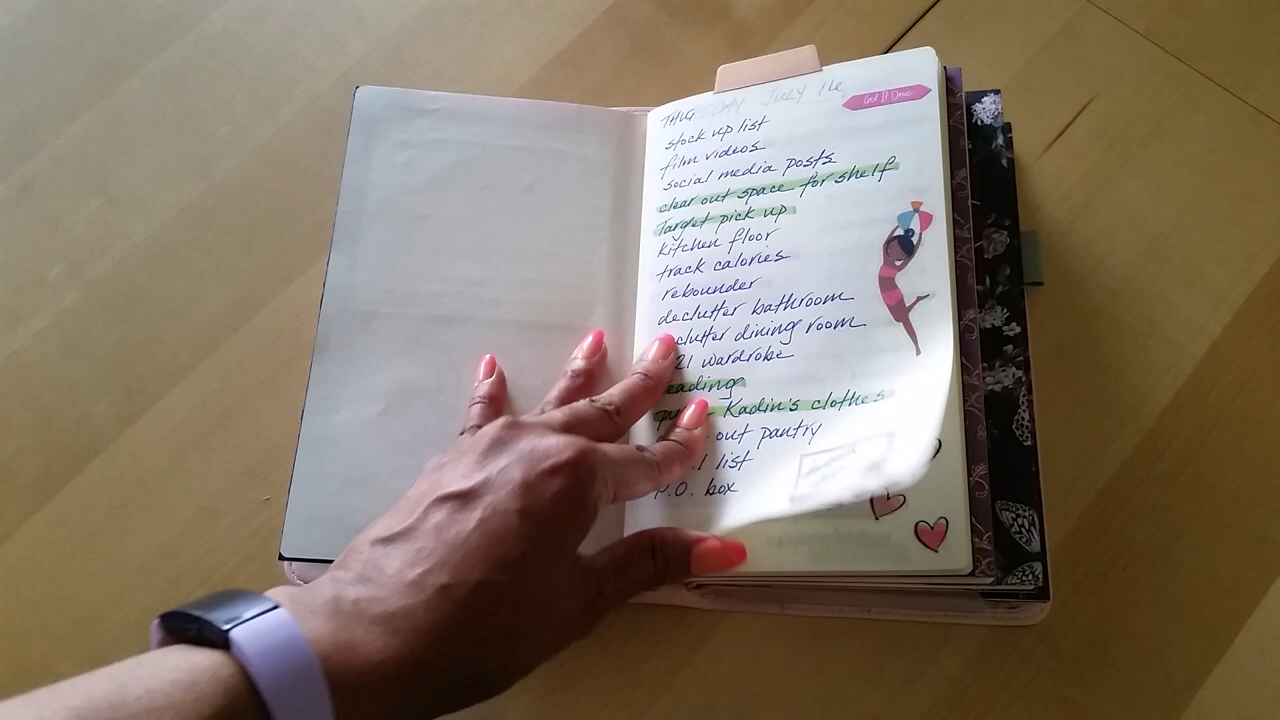 THURSDAY JULY 16
Get It Done
stock up list
film videos
social media posts
clear out space for shelf
Target pick up
kitchen floor
track calories
rebounder
declutter bathroom
clutter dining room
21 wardrobe
eading
Kadin's clothes
out pantry
list
P.O. box